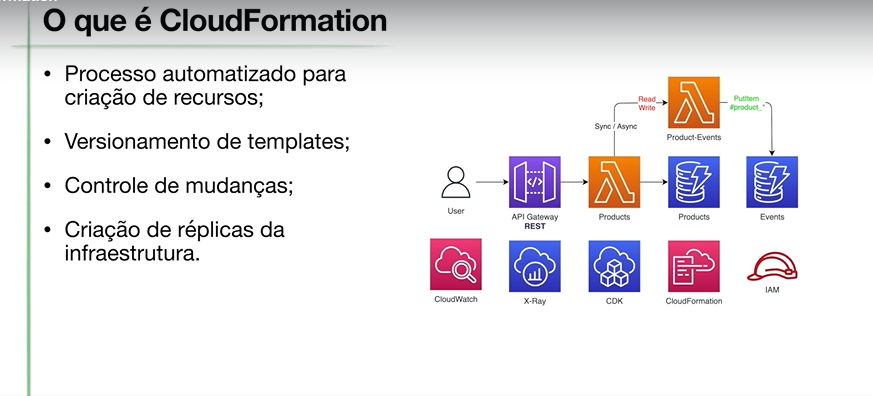 O que é CloudFormation
• Processo automatizado para
criação de recursos;
• Versionamento de templates;
• Controle de mudanças;
• Criação de réplicas da
infraestrutura.
Read
Write
PutItem
#product_*
Sync / Async
Product-Events
User
API Gateway
REST
Products
Products
Events
CloudWatch
X-Ray
CDK
CloudFormation
IAM